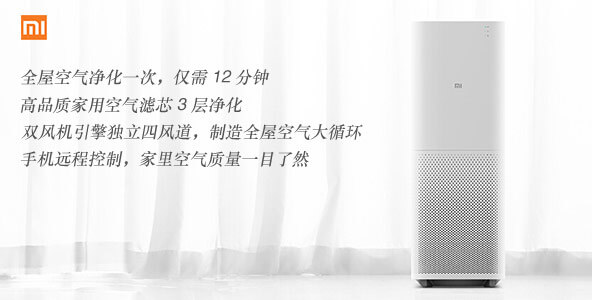 mi
全屋空气净化一次，仅需 12 分钟
高品质家用空气滤芯 3 层净化
双风机引擎独立四风道，制造全屋空气大循环
手机远程控制，家里空气质量一目了然
mi